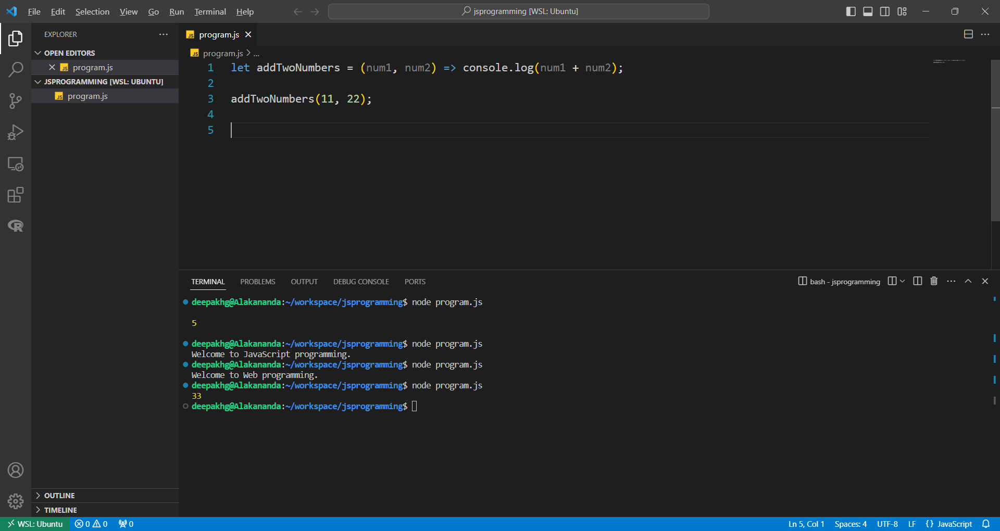 File Edit Selection View Go Run Terminal Help
jsprogramming [WSL: Ubuntu]
EXPLORER
OPEN EDITORS
JS program.js
JSPROGRAMMING [WSL: UBUNTU]
JS program.js
OUTLINE
TIMELINE
JS program.js
JS program.js > ...
1 let addTwoNumbers = (num1, num2) => console.log(num1 + num2);
2
3 addTwoNumbers(11, 22);
4
5
TERMINAL PROBLEMS OUTPUT DEBUG CONSOLE PORTS
bash - jsprogramming
deepakhg@Alakananda:~/workspace/jsprogramming$ node program.js
5
deepakhg@Alakananda:~/workspace/jsprogramming$ node program.js
Welcome to JavaScript programming.
deepakhg@Alakananda:~/workspace/jsprogramming$ node program.js
Welcome to Web programming.
deepakhg@Alakananda:~/workspace/jsprogramming$ node program.js
33
deepakhg@Alakananda:~/workspace/jsprogramming$
WSL: Ubuntu 0 0 0 Ln 5, Col 1 Spaces: 4 UTF-8 LF {} JavaScript